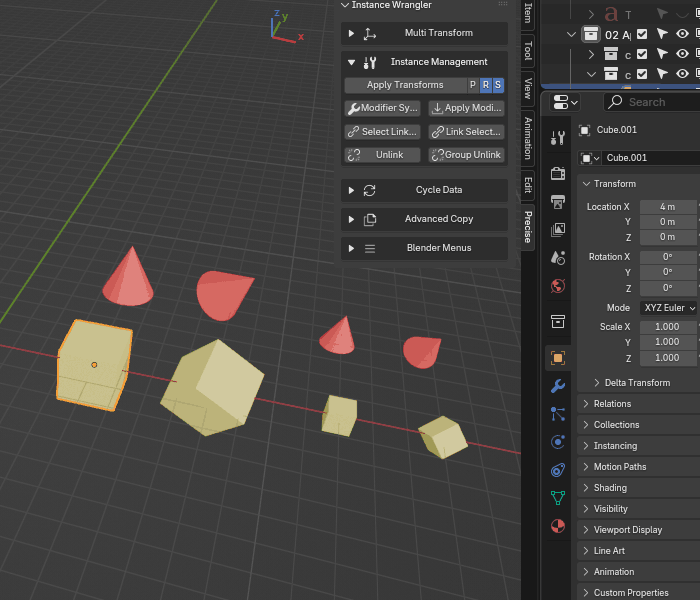 Instance Wrangler
Multi Transform
Instance Management
Apply Transforms P R S
Modifier Sy... Apply Modi...
Select Link... Link Select...
Unlink Group Unlink
Cycle Data
Advanced Copy
Blender Menus
z
y
x
Item
Tool
View
Animation
Edit
Precise
T
02 A
c
c
Search
Cube.001
Cube.001
Transform
Location X 4 m
Y 0 m
Z 0 m
Rotation X 0°
Y 0°
Z 0°
Mode XYZ Euler
Scale X 1.000
Y 1.000
Z 1.000
Delta Transform
Relations
Collections
Instancing
Motion Paths
Shading
Visibility
Viewport Display
Line Art
Animation
Custom Properties